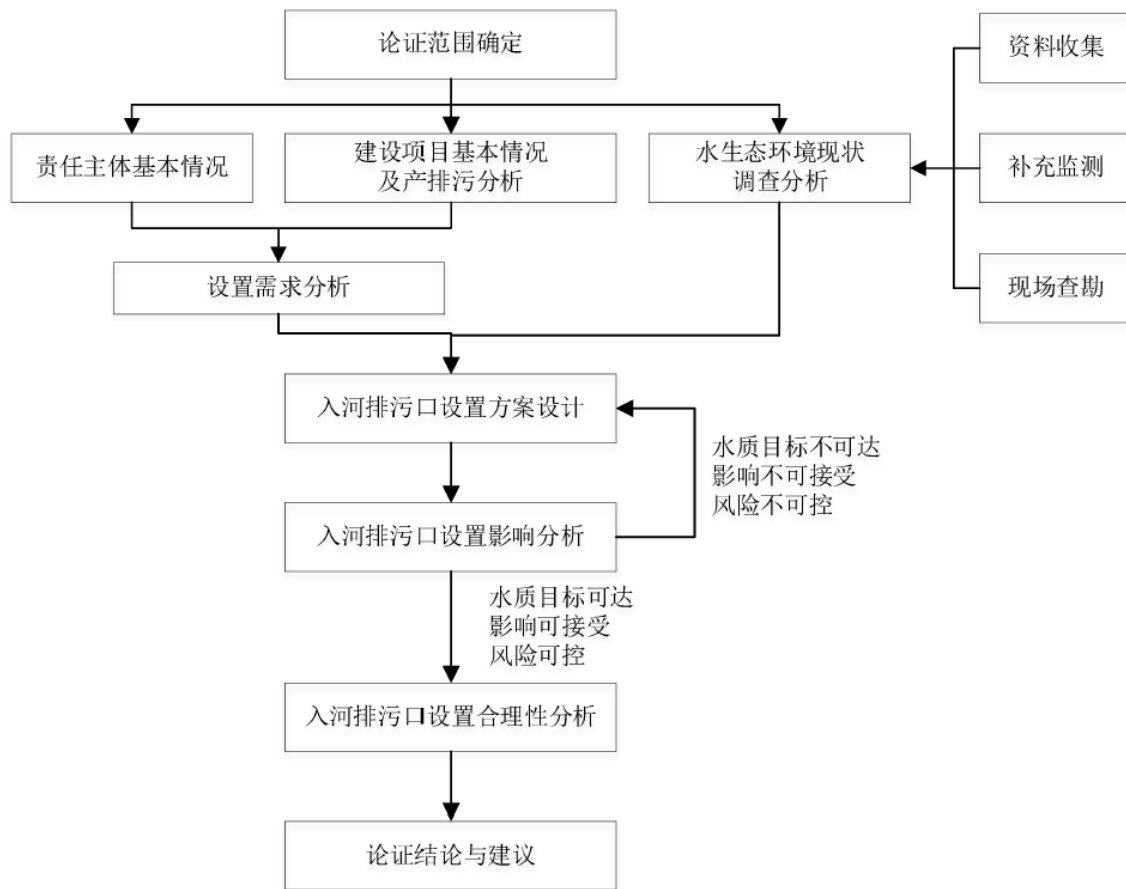 论证范围确定
资料收集
责任主体基本情况
建设项目基本情况
及产排污分析
水生态环境现状
调查分析
补充监测
设置需求分析
现场查勘
入河排污口设置方案设计
水质目标不可达
影响不可接受
风险不可控
入河排污口设置影响分析
水质目标可达
影响可接受
风险可控
入河排污口设置合理性分析
论证结论与建议